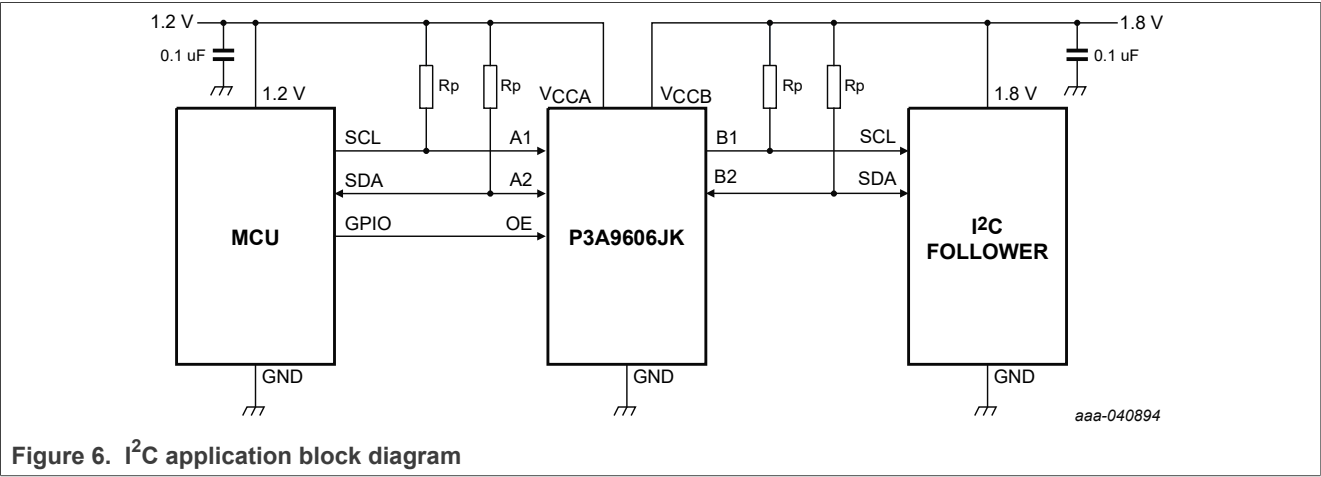 1.2 V
1.8 V
0.1 uF
Rp
Rp
Rp
Rp
0.1 uF
1.2 V
VCCA
VCCB
1.8 V
SCL
A1
B1
SCL
SDA
A2
B2
SDA
GPIO
OE
MCU
P3A9606JK
I2C
FOLLOWER
GND
GND
GND
aaa-040894
Figure 6. I2C application block diagram